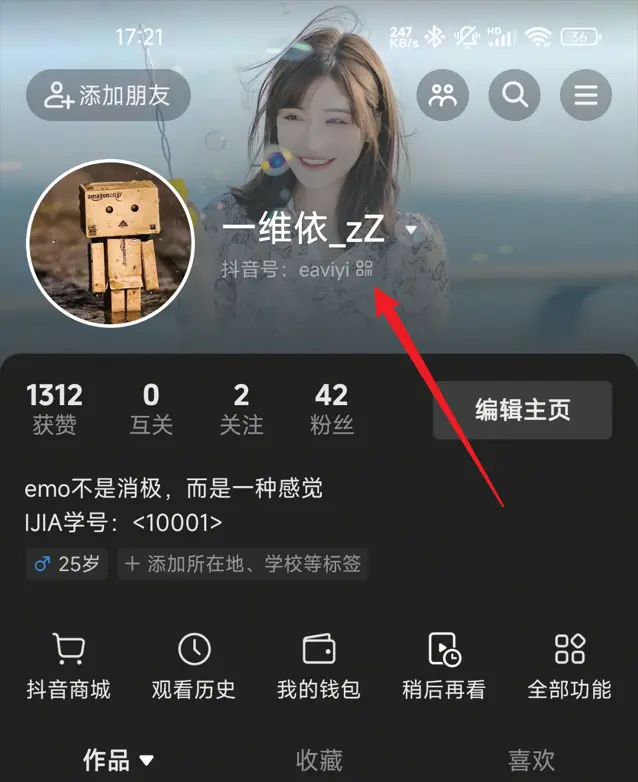 17:21
247 KB/s
HD
36
添加朋友
amazon.co.jp
一维依_zZ
抖音号：eaviyi
1312 0 2 42
获赞 互关 关注 粉丝
编辑主页
emo不是消极，而是一种感觉
IJIA学号：<10001>
25岁
添加所在地、学校等标签
抖音商城 观看历史 我的钱包 稍后再看 全部功能
作品 收藏 喜欢